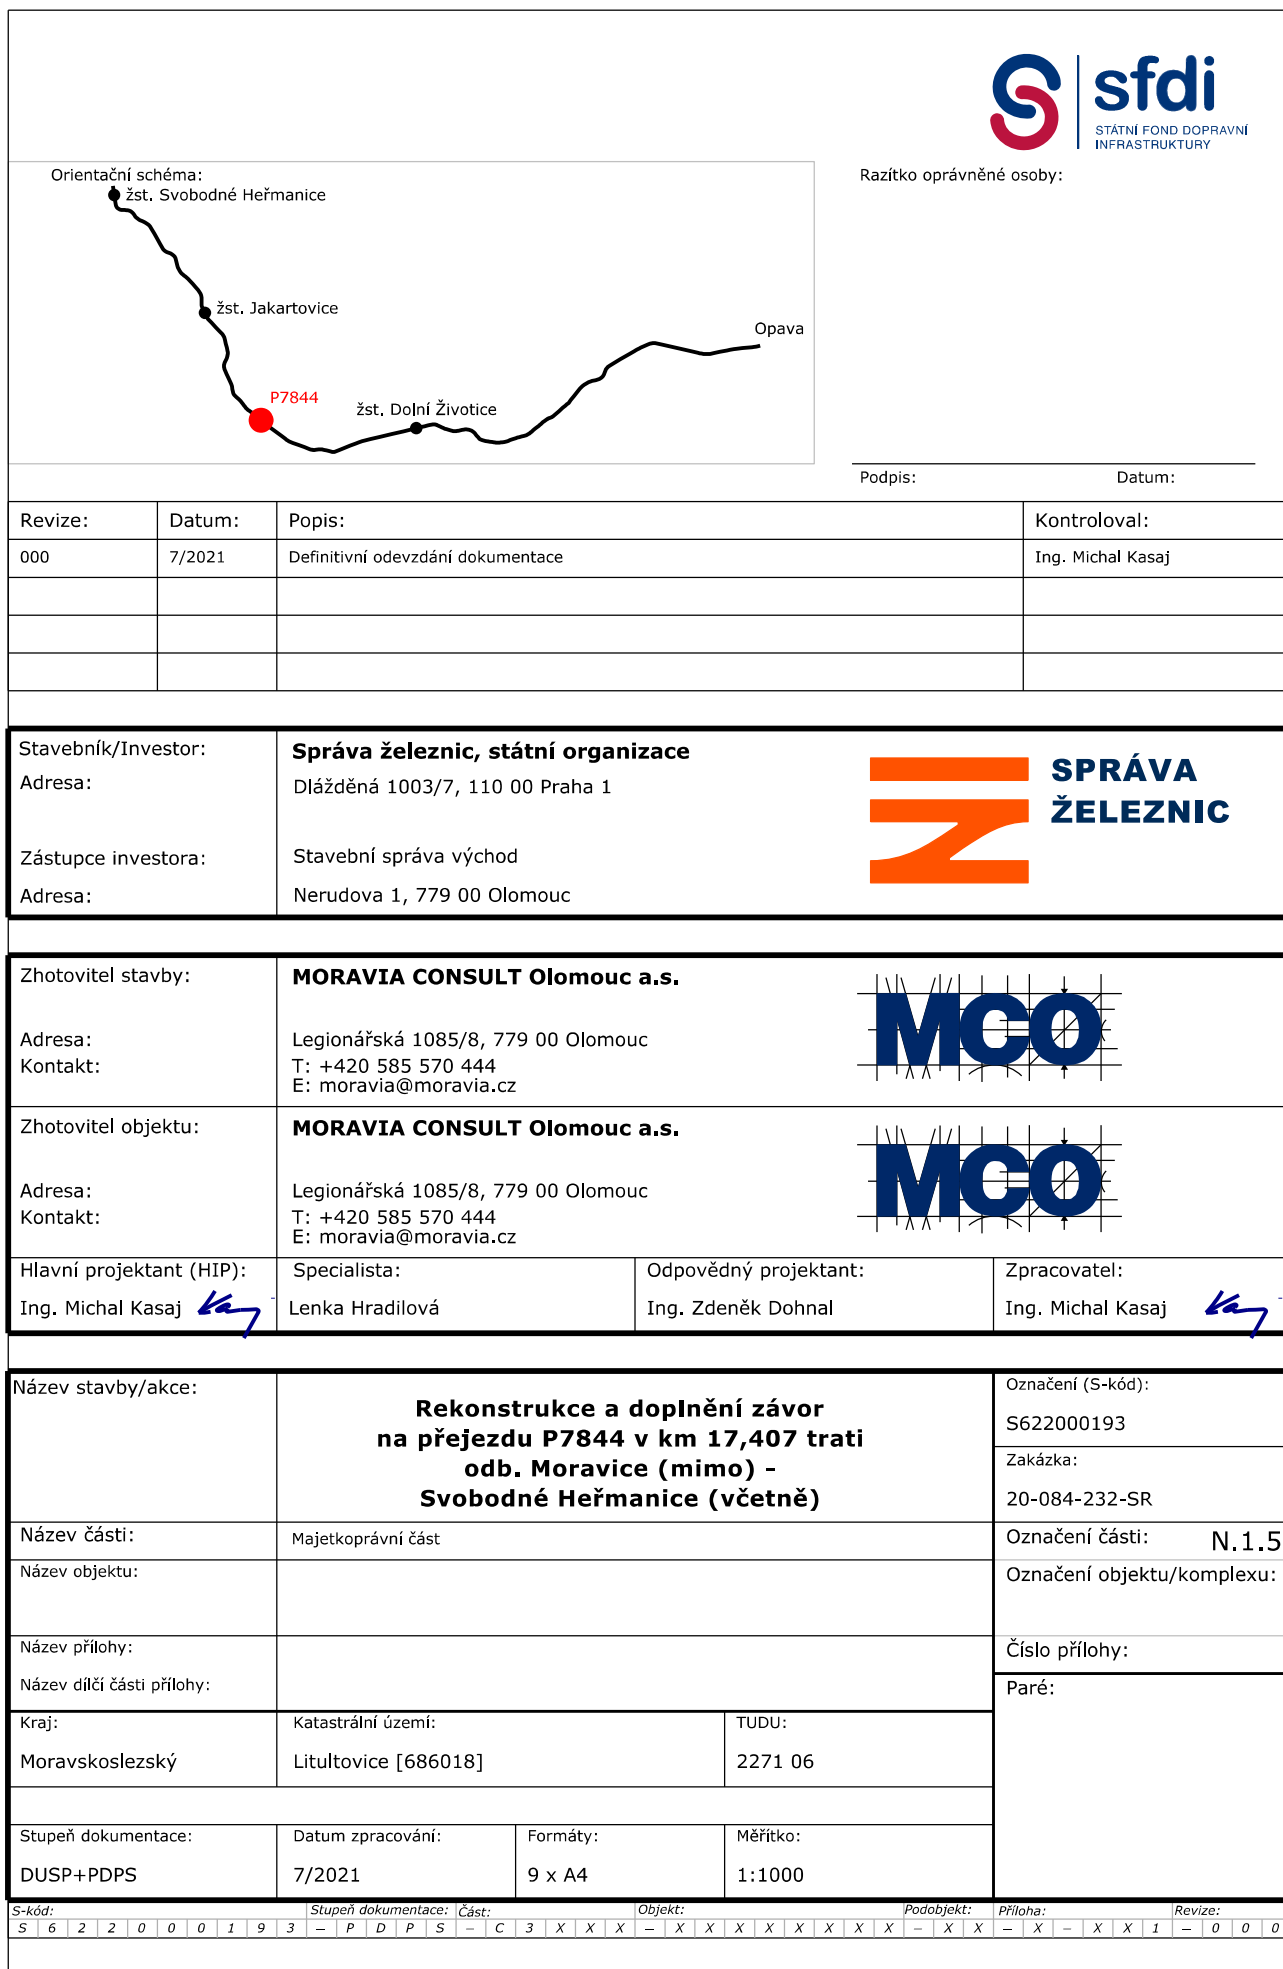 sfdi
STÁTNÍ FOND DOPRAVNÍ
INFRASTRUKTURY
Orientační schéma:
žst. Svobodné Heřmanice
žst. Jakartovice
Opava
P7844
žst. Dolní Životice
Razítko oprávněné osoby:
Podpis: Datum:
Revize: Datum: Popis: Kontroloval:
000 7/2021 Definitivní odevzdání dokumentace Ing. Michal Kasaj
Stavebník/Investor: Správa železnic, státní organizace
Adresa: Dlážděná 1003/7, 110 00 Praha 1
SPRÁVA
ŽELEZNIC
Zástupce investora: Stavební správa východ
Adresa: Nerudova 1, 779 00 Olomouc
Zhotovitel stavby: MORAVIA CONSULT Olomouc a.s.
MCO
Adresa: Legionářská 1085/8, 779 00 Olomouc
Kontakt: T: +420 585 570 444
E: moravia@moravia.cz
Zhotovitel objektu: MORAVIA CONSULT Olomouc a.s.
MCO
Adresa: Legionářská 1085/8, 779 00 Olomouc
Kontakt: T: +420 585 570 444
E: moravia@moravia.cz
Hlavní projektant (HIP): Specialista: Odpovědný projektant: Zpracovatel:
Ing. Michal Kasaj Lenka Hradilová Ing. Zdeněk Dohnal Ing. Michal Kasaj
Název stavby/akce:
Rekonstrukce a doplnění závor
na přejezdu P7844 v km 17,407 trati
odb. Moravice (mimo) –
Svobodné Heřmanice (včetně)
Označení (S-kód):
S622000193
Zakázka:
20-084-232-SR
Název části: Majetkoprávní část
Označení části: N.1.5
Název objektu:
Označení objektu/komplexu:
Název přílohy:
Číslo přílohy:
Název dílčí části přílohy:
Paré:
Kraj: Katastrální území: TUDU:
Moravskoslezský Litultovice [686018] 2271 06
Stupeň dokumentace: Datum zpracování: Formáty: Měřítko:
DUSP+PDPS 7/2021 9 x A4 1:1000
S-kód: Stupeň dokumentace: Část: Objekt: Podobjekt: Příloha: Revize:
S 6 2 2 0 0 0 1 9 3 – P D P S – C 3 X X X – X X X X X X X X – X X – X – X X 1 – 0 0 0